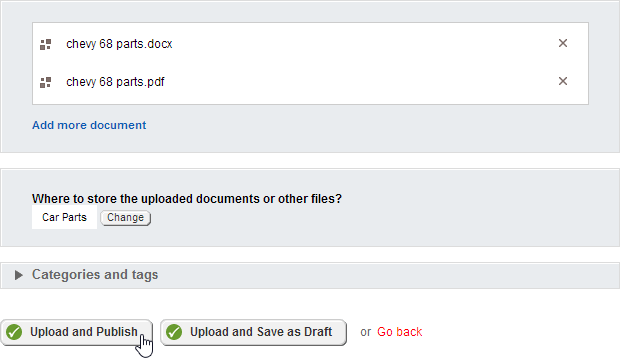 chevy 68 parts.docx
chevy 68 parts.pdf
Add more document
Where to store the uploaded documents or other files?
Car Parts Change
Categories and tags
Upload and Publish Upload and Save as Draft or Go back